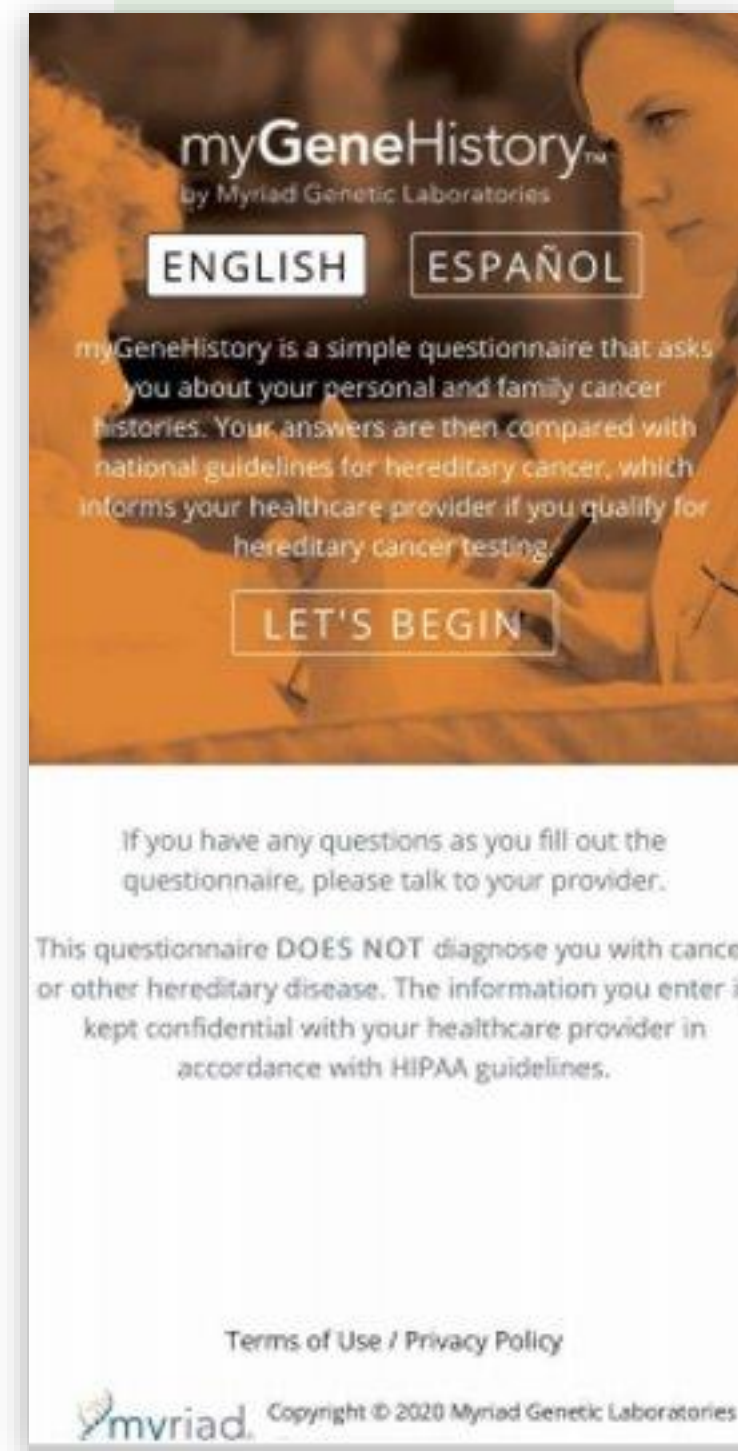 myGeneHistory™
by Myriad Genetic Laboratories
ENGLISH ESPAÑOL
myGeneHistory is a simple questionnaire that asks
you about your personal and family cancer
histories. Your answers are then compared with
national guidelines for hereditary cancer, which
informs your healthcare provider if you qualify for
hereditary cancer testing.
LET'S BEGIN
If you have any questions as you fill out the
questionnaire, please talk to your provider.
This questionnaire DOES NOT diagnose you with cance
or other hereditary disease. The information you enter i
kept confidential with your healthcare provider in
accordance with HIPAA guidelines.
Terms of Use / Privacy Policy
myriad. Copyright © 2020 Myriad Genetic Laboratories